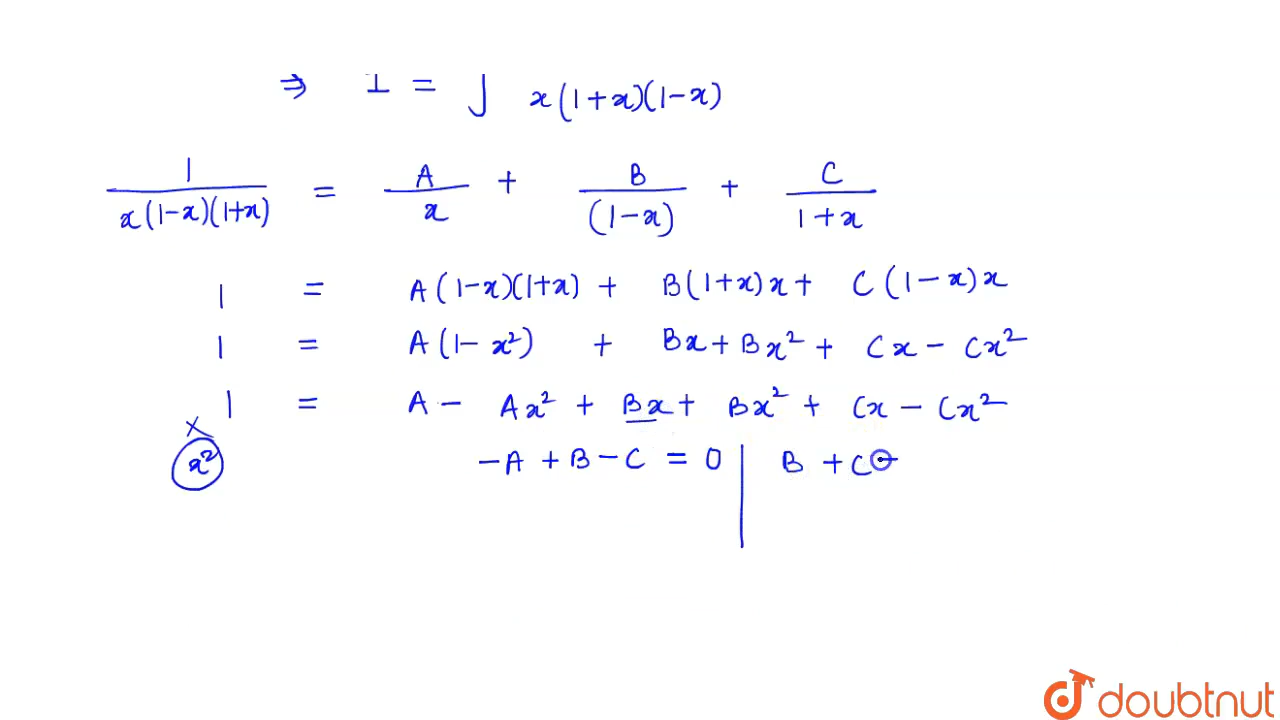 ⇒ I = ∫ x(1+x)(1-x)
1/(x(1-x)(1+x)) = A/x + B/(1-x) + C/(1+x)
1 = A(1-x)(1+x) + B(1+x)x + C(1-x)x
1 = A(1-x²) + Bx + Bx² + Cx - Cx²
1 = A - Ax² + Bx + Bx² + Cx - Cx²
x
x² -A + B - C = 0 | B + C
doubtnut